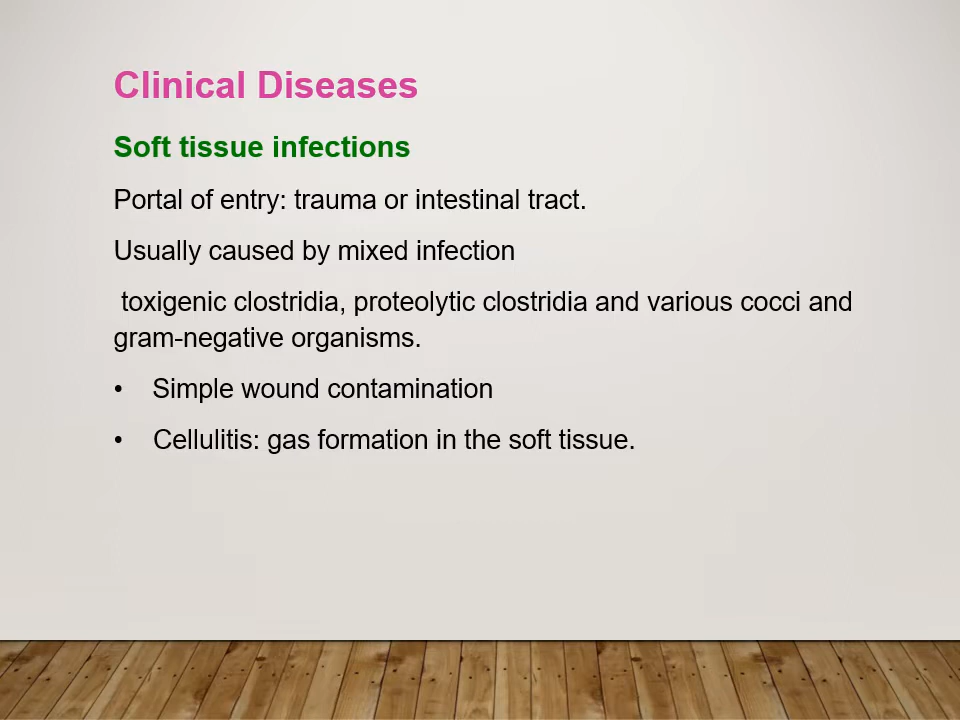 Clinical Diseases
Soft tissue infections
Portal of entry: trauma or intestinal tract.
Usually caused by mixed infection
toxigenic clostridia, proteolytic clostridia and various cocci and
gram-negative organisms.
• Simple wound contamination
• Cellulitis: gas formation in the soft tissue.